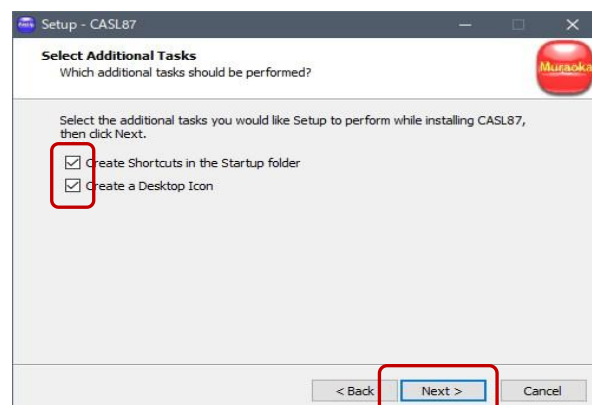 Setup - CASL87
Select Additional Tasks
Which additional tasks should be performed?
Muraoka
Select the additional tasks you would like Setup to perform while installing CASL87,
then click Next.
Create Shortcuts in the Startup folder
Create a Desktop Icon
< Back
Next >
Cancel